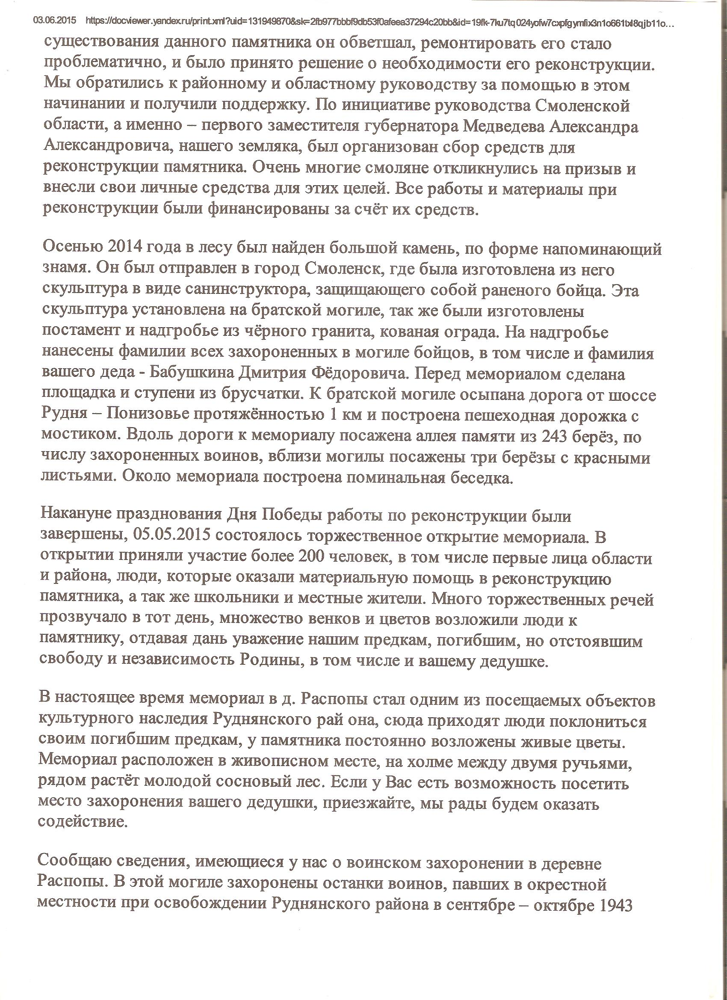 03.06.2015 https://docviewer.yandex.ru/print.xml?uid=131949870&sk=2fb977bbbf9db53f0afeea37294c20bb&id=19fk-7ku7tq024yofw7cxpfgymfix3n1o661txl8qjb11o...
существования данного памятника он обветшал, ремонтировать его стало
проблематично, и было принято решение о необходимости его реконструкции.
Мы обратились к районному и областному руководству за помощью в этом
начинании и получили поддержку. По инициативе руководства Смоленской
области, а именно – первого заместителя губернатора Медведева Александра
Александровича, нашего земляка, был организован сбор средств для
реконструкции памятника. Очень многие смоляне откликнулись на призыв и
внесли свои личные средства для этих целей. Все работы и материалы при
реконструкции были финансированы за счёт их средств.
Осенью 2014 года в лесу был найден большой камень, по форме напоминающий
знамя. Он был отправлен в город Смоленск, где была изготовлена из него
скульптура в виде санинструктора, защищающего собой раненого бойца. Эта
скульптура установлена на братской могиле, так же были изготовлены
постамент и надгробье из чёрного гранита, кованая ограда. На надгробье
нанесены фамилии всех захороненных в могиле бойцов, в том числе и фамилия
вашего деда - Бабушкина Дмитрия Фёдоровича. Перед мемориалом сделана
площадка и ступени из брусчатки. К братской могиле осыпана дорога от шоссе
Рудня – Понизовье протяжённостью 1 км и построена пешеходная дорожка с
мостиком. Вдоль дороги к мемориалу посажена аллея памяти из 243 берёз, по
числу захороненных воинов, вблизи могилы посажены три берёзы с красными
листьями. Около мемориала построена поминальная беседка.
Накануне празднования Дня Победы работы по реконструкции были
завершены, 05.05.2015 состоялось торжественное открытие мемориала. В
открытии приняли участие более 200 человек, в том числе первые лица области
и района, люди, которые оказали материальную помощь в реконструкцию
памятника, а так же школьники и местные жители. Много торжественных речей
прозвучало в тот день, множество венков и цветов возложили люди к
памятнику, отдавая дань уважение нашим предкам, погибшим, но отстоявшим
свободу и независимость Родины, в том числе и вашему дедушке.
В настоящее время мемориал в д. Распопы стал одним из посещаемых объектов
культурного наследия Руднянского рай она, сюда приходят люди поклониться
своим погибшим предкам, у памятника постоянно возложены живые цветы.
Мемориал расположен в живописном месте, на холме между двумя ручьями,
рядом растёт молодой сосновый лес. Если у Вас есть возможность посетить
место захоронения вашего дедушки, приезжайте, мы рады будем оказать
содействие.
Сообщаю сведения, имеющиеся у нас о воинском захоронении в деревне
Распопы. В этой могиле захоронены останки воинов, павших в окрестной
местности при освобождении Руднянского района в сентябре – октябре 1943